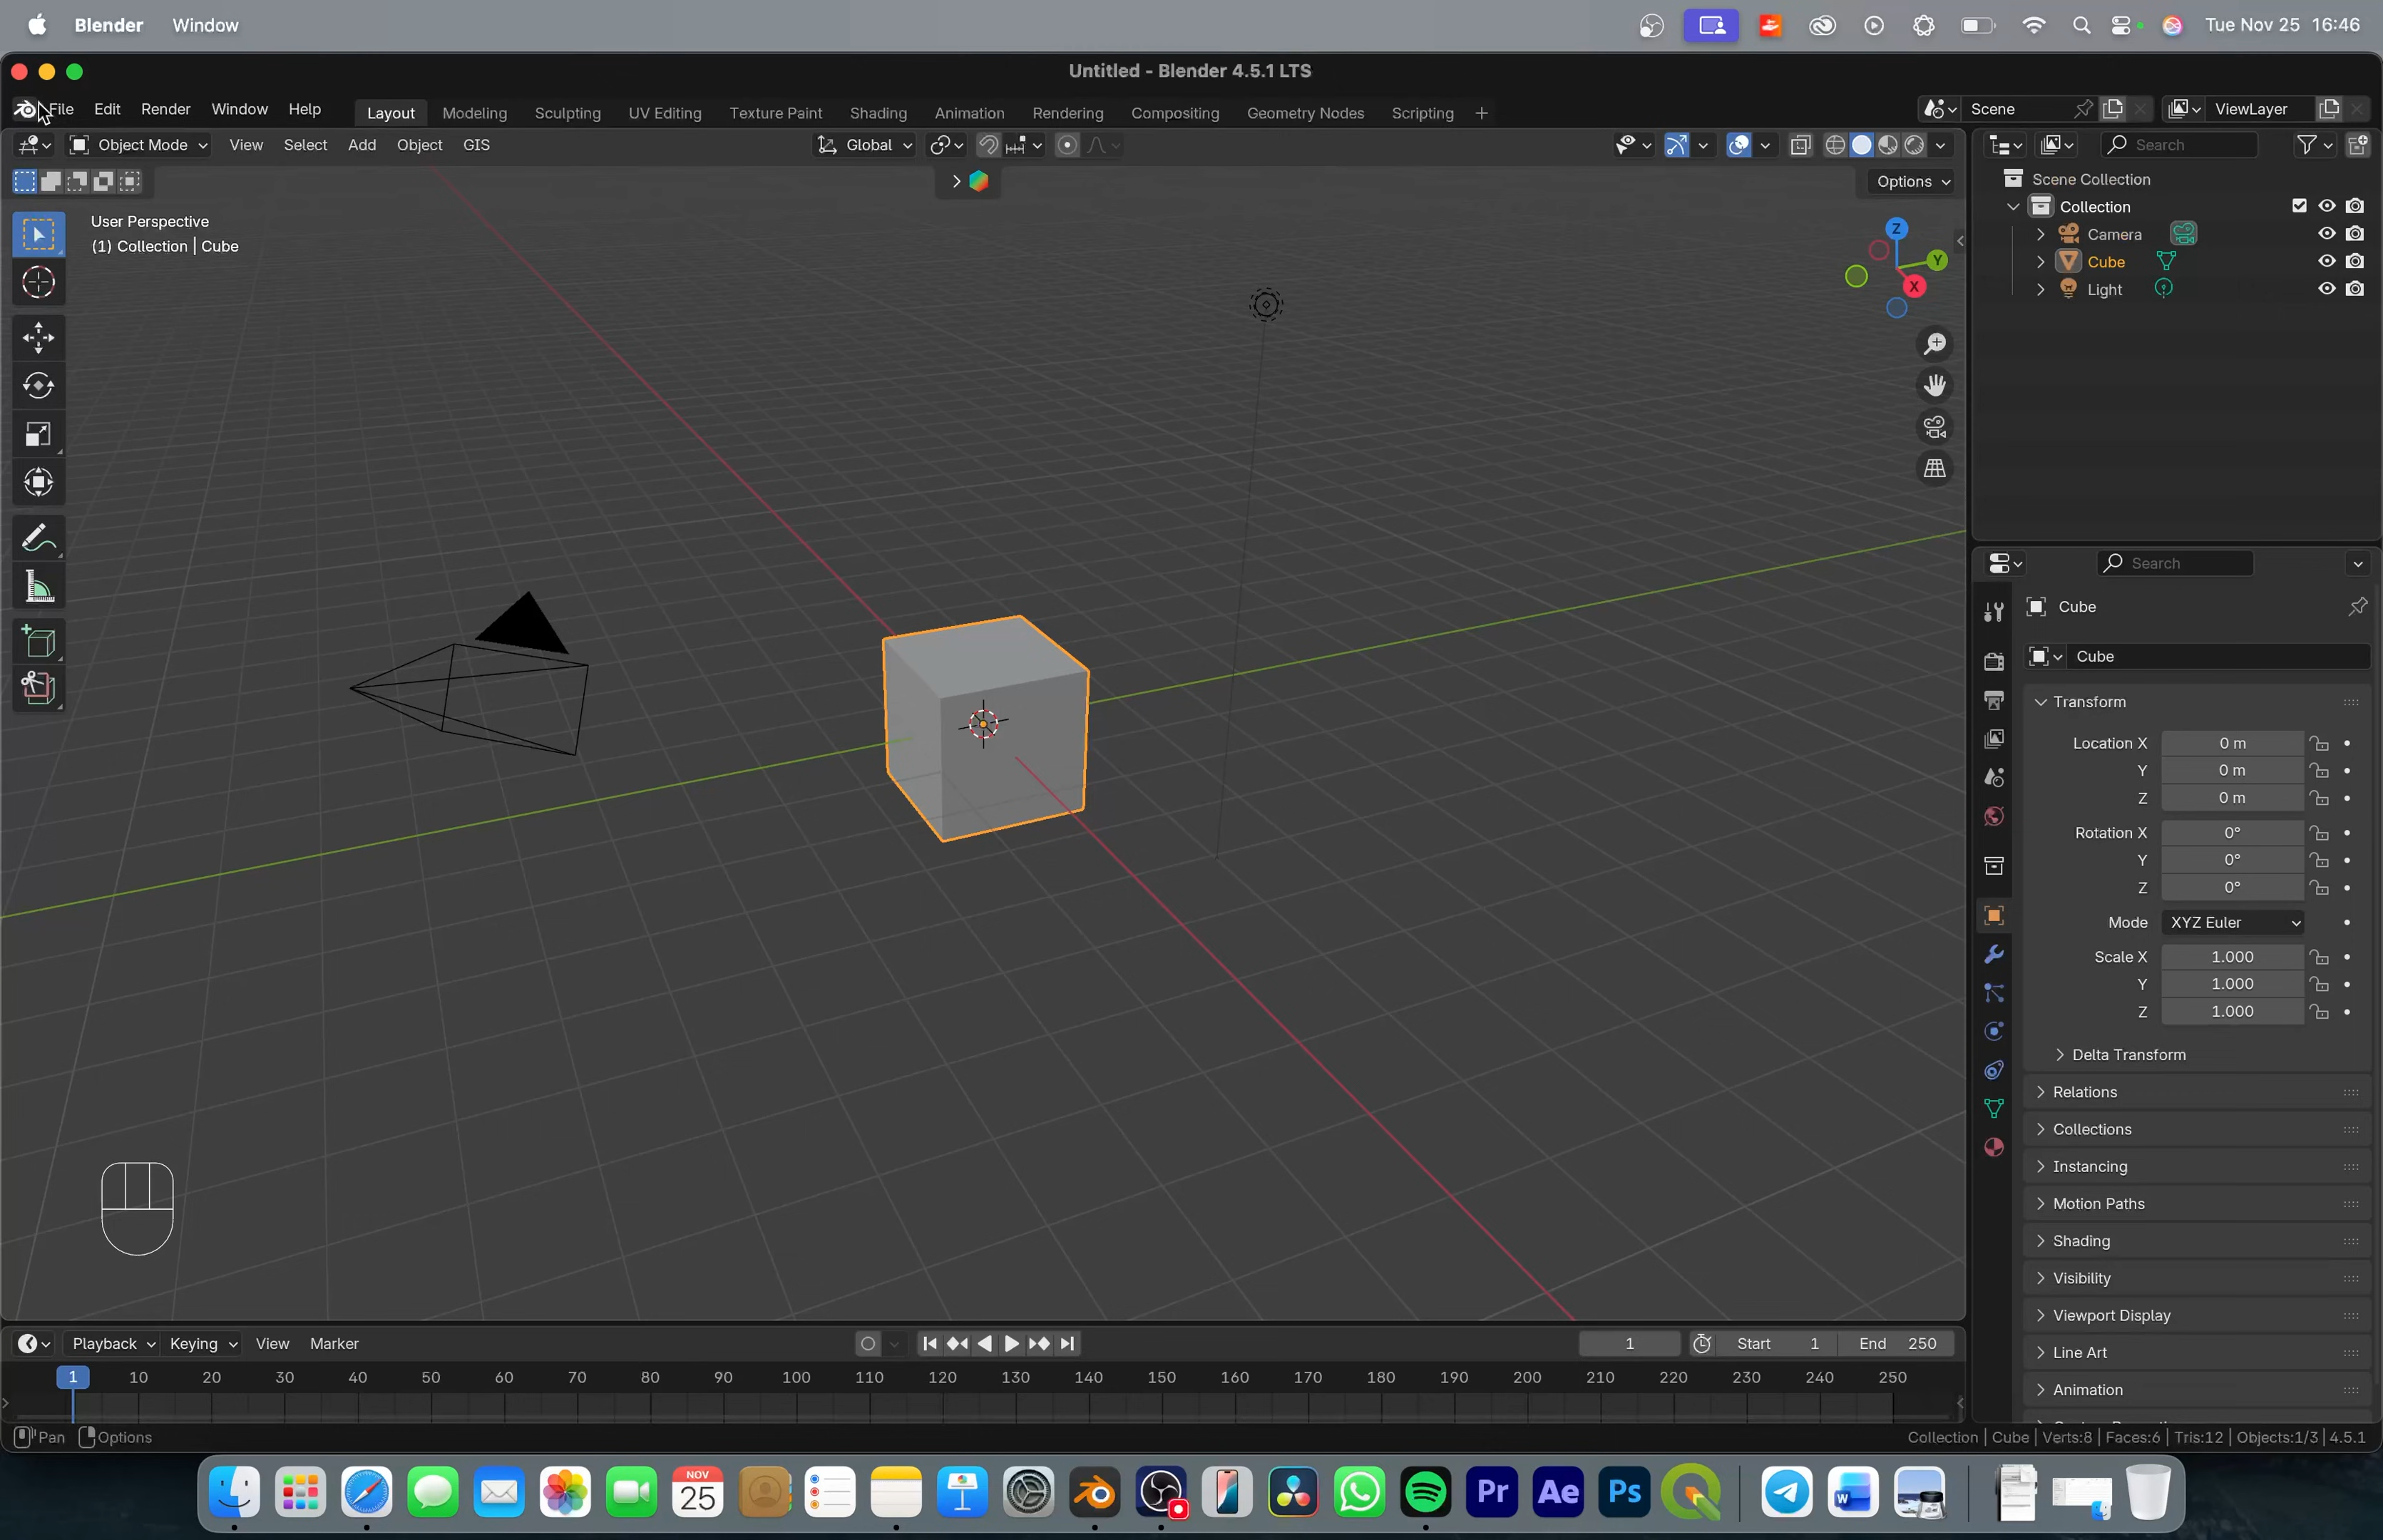 Blender Window Tue Nov 25 16:46
Untitled - Blender 4.5.1 LTS
File Edit Render Window Help Layout Modeling Sculpting UV Editing Texture Paint Shading Animation Rendering Compositing Geometry Nodes Scripting + Scene ViewLayer
Object Mode View Select Add Object GIS Global Search
Options
User Perspective
(1) Collection | Cube
Z
Y
X
Scene Collection
Collection
Camera
Cube
Light
Search
Cube
Cube
Transform
Location X 0 m
Y 0 m
Z 0 m
Rotation X 0°
Y 0°
Z 0°
Mode XYZ Euler
Scale X 1.000
Y 1.000
Z 1.000
Delta Transform
Relations
Collections
Instancing
Motion Paths
Shading
Visibility
Viewport Display
Line Art
Animation
Playback Keying View Marker 1 Start 1 End 250
1 10 20 30 40 50 60 70 80 90 100 110 120 130 140 150 160 170 180 190 200 210 220 230 240 250
Pan Options Collection | Cube | Verts:8 | Faces:6 | Tris:12 | Objects:1/3 | 4.5.1
NOV
25
Pr Ae Ps W